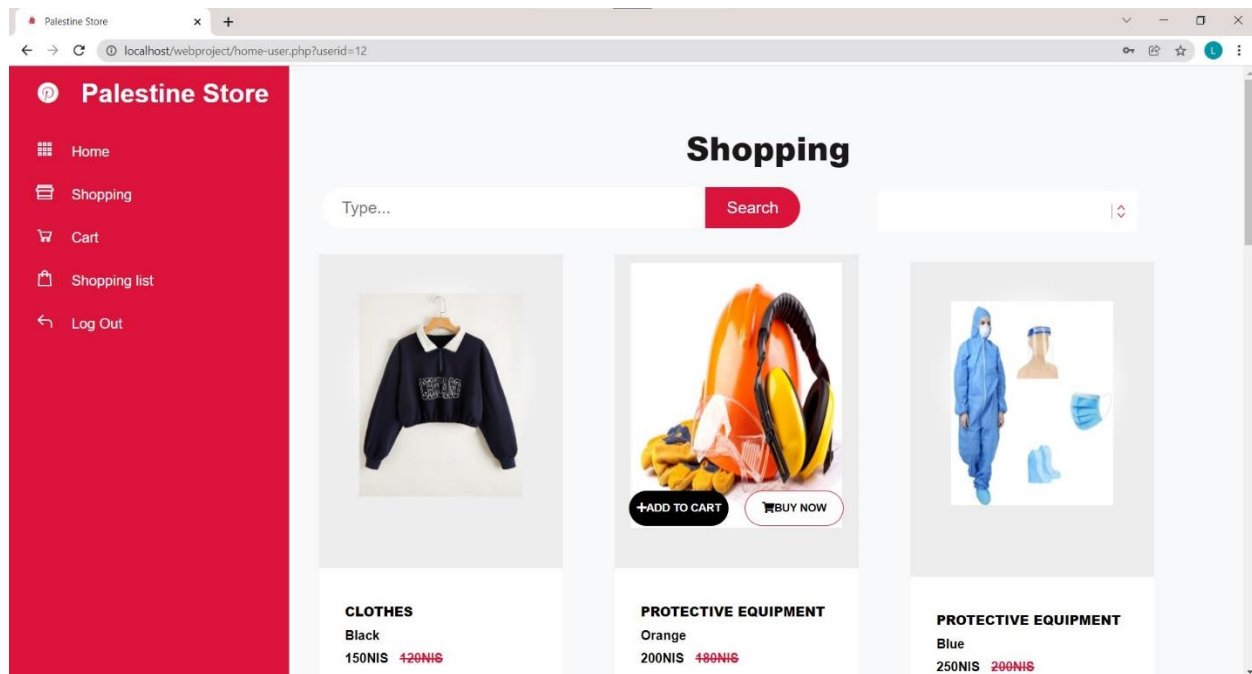 Palestine Store
localhost/webproject/home-user.php?userid=12
L
Palestine Store
Home
Shopping
Cart
Shopping list
Log Out
Shopping
Type...
Search
+ADD TO CART
BUY NOW
CLOTHES
Black
150NIS 120NIS
PROTECTIVE EQUIPMENT
Orange
200NIS 180NIS
PROTECTIVE EQUIPMENT
Blue
250NIS 200NIS